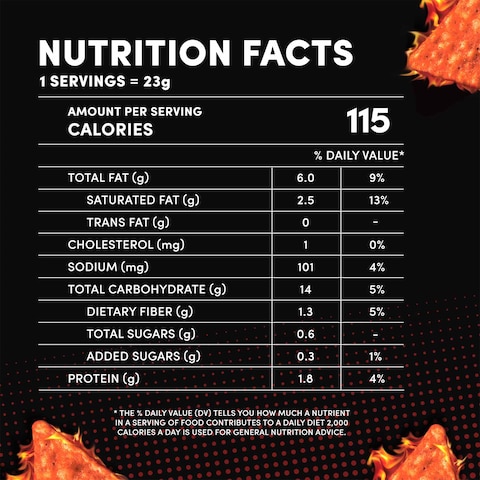 NUTRITION FACTS
1 SERVINGS = 23g
AMOUNT PER SERVING
CALORIES 115
% DAILY VALUE*
TOTAL FAT (g) 6.0 9%
SATURATED FAT (g) 2.5 13%
TRANS FAT (g) 0 -
CHOLESTEROL (mg) 1 0%
SODIUM (mg) 101 4%
TOTAL CARBOHYDRATE (g) 14 5%
DIETARY FIBER (g) 1.3 5%
TOTAL SUGARS (g) 0.6 -
ADDED SUGARS (g) 0.3 1%
PROTEIN (g) 1.8 4%
* THE % DAILY VALUE (DV) TELLS YOU HOW MUCH A NUTRIENT
IN A SERVING OF FOOD CONTRIBUTES TO A DAILY DIET 2,000
CALORIES A DAY IS USED FOR GENERAL NUTRITION ADVICE.